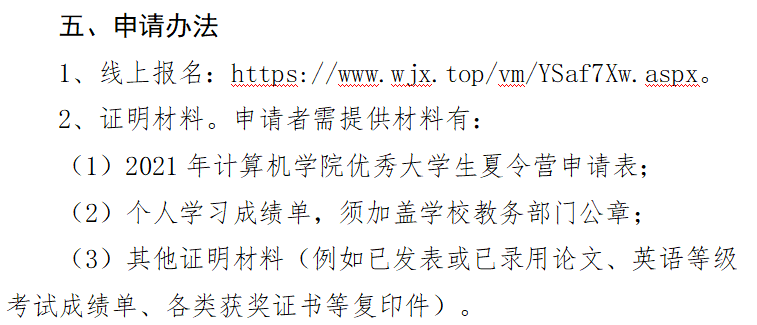 五、申请办法
1、线上报名：https://www.wjx.top/vm/YSaf7Xw.aspx。
2、证明材料。申请者需提供材料有：
（1）2021年计算机学院优秀大学生夏令营申请表；
（2）个人学习成绩单，须加盖学校教务部门公章；
（3）其他证明材料（例如已发表或已录用论文、英语等级
考试成绩单、各类获奖证书等复印件）。